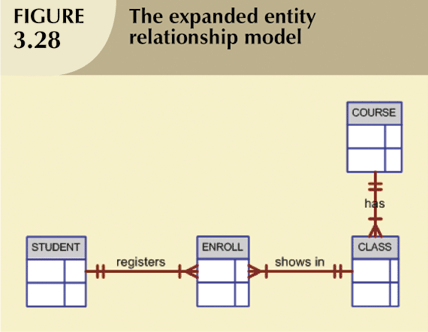 FIGURE
3.28
The expanded entity
relationship model
COURSE
has
STUDENT
registers
ENROLL
shows in
CLASS